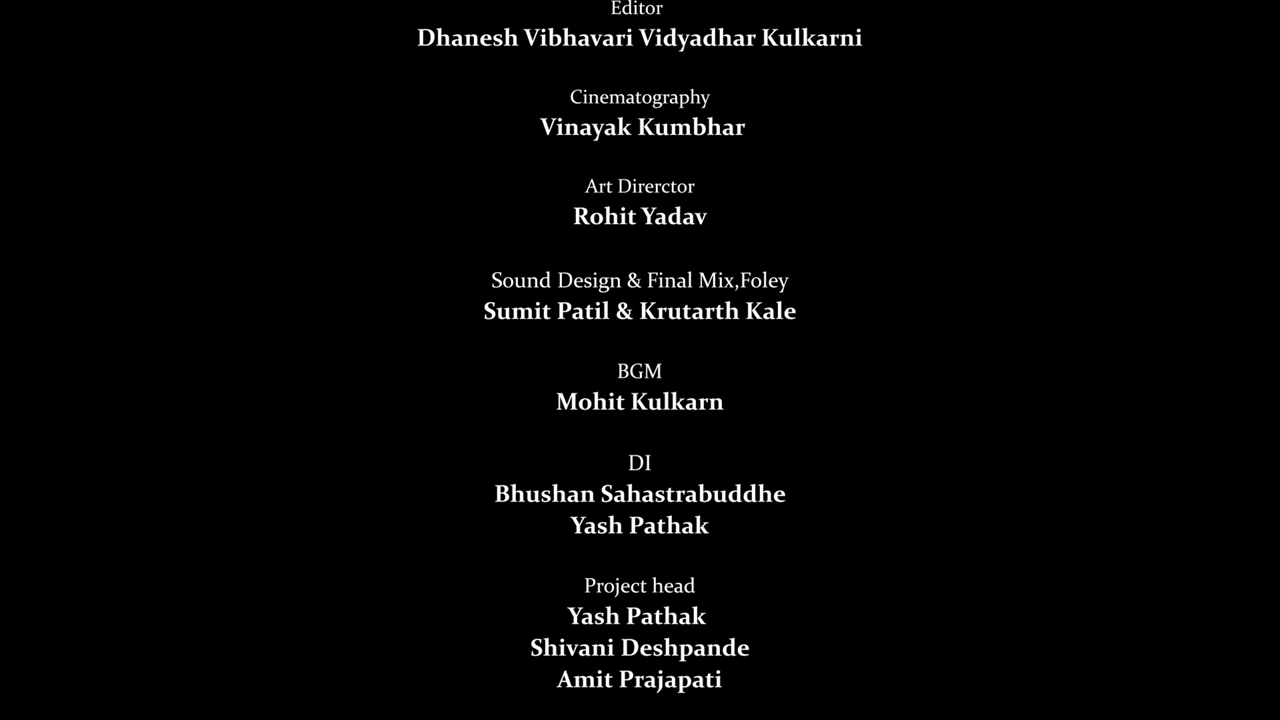 Editor
Dhanesh Vibhavari Vidyadhar Kulkarni
Cinematography
Vinayak Kumbhar
Art Direrctor
Rohit Yadav
Sound Design & Final Mix,Foley
Sumit Patil & Krutarth Kale
BGM
Mohit Kulkarn
DI
Bhushan Sahastrabuddhe
Yash Pathak
Project head
Yash Pathak
Shivani Deshpande
Amit Prajapati